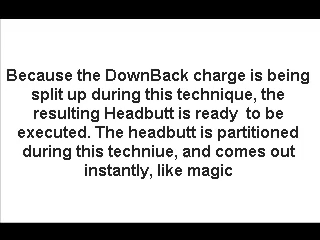 Because the DownBack charge is being
split up during this technique, the
resulting Headbutt is ready  to be
executed. The headbutt is partitioned
during this techniue, and comes out
instantly, like magic